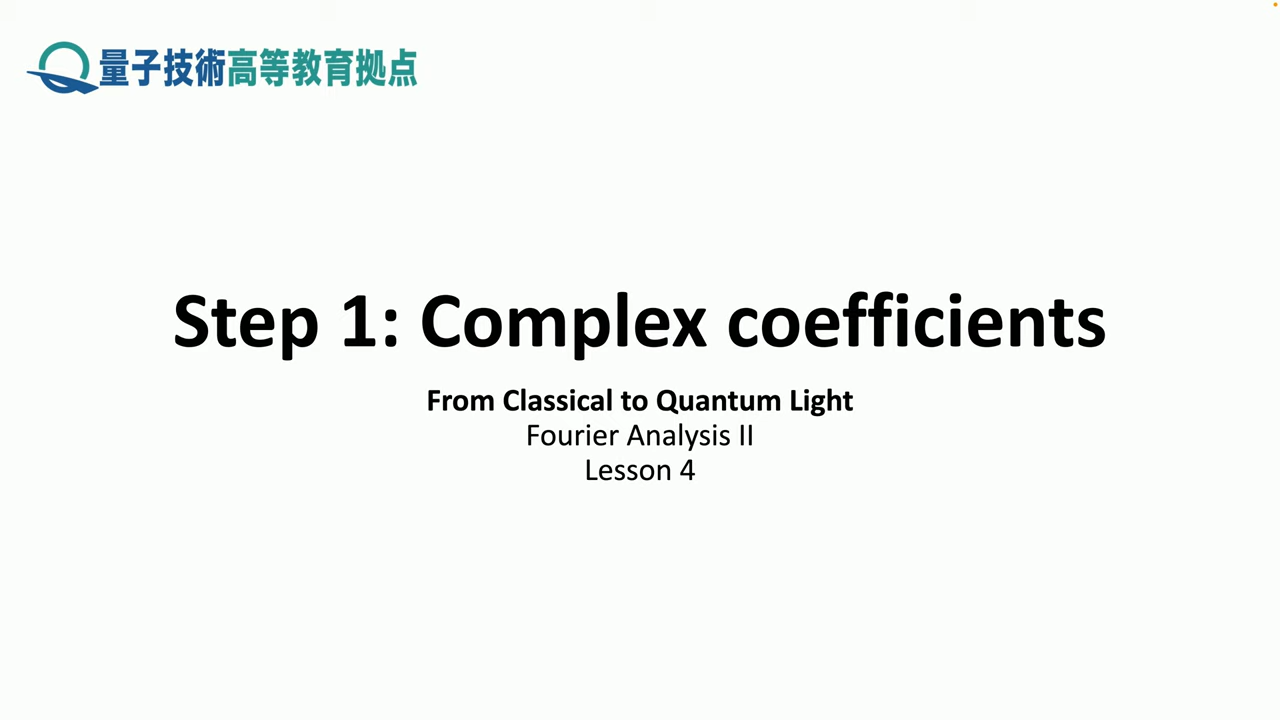 量子技術高等教育拠点
Step 1: Complex coefficients
From Classical to Quantum Light
Fourier Analysis II
Lesson 4